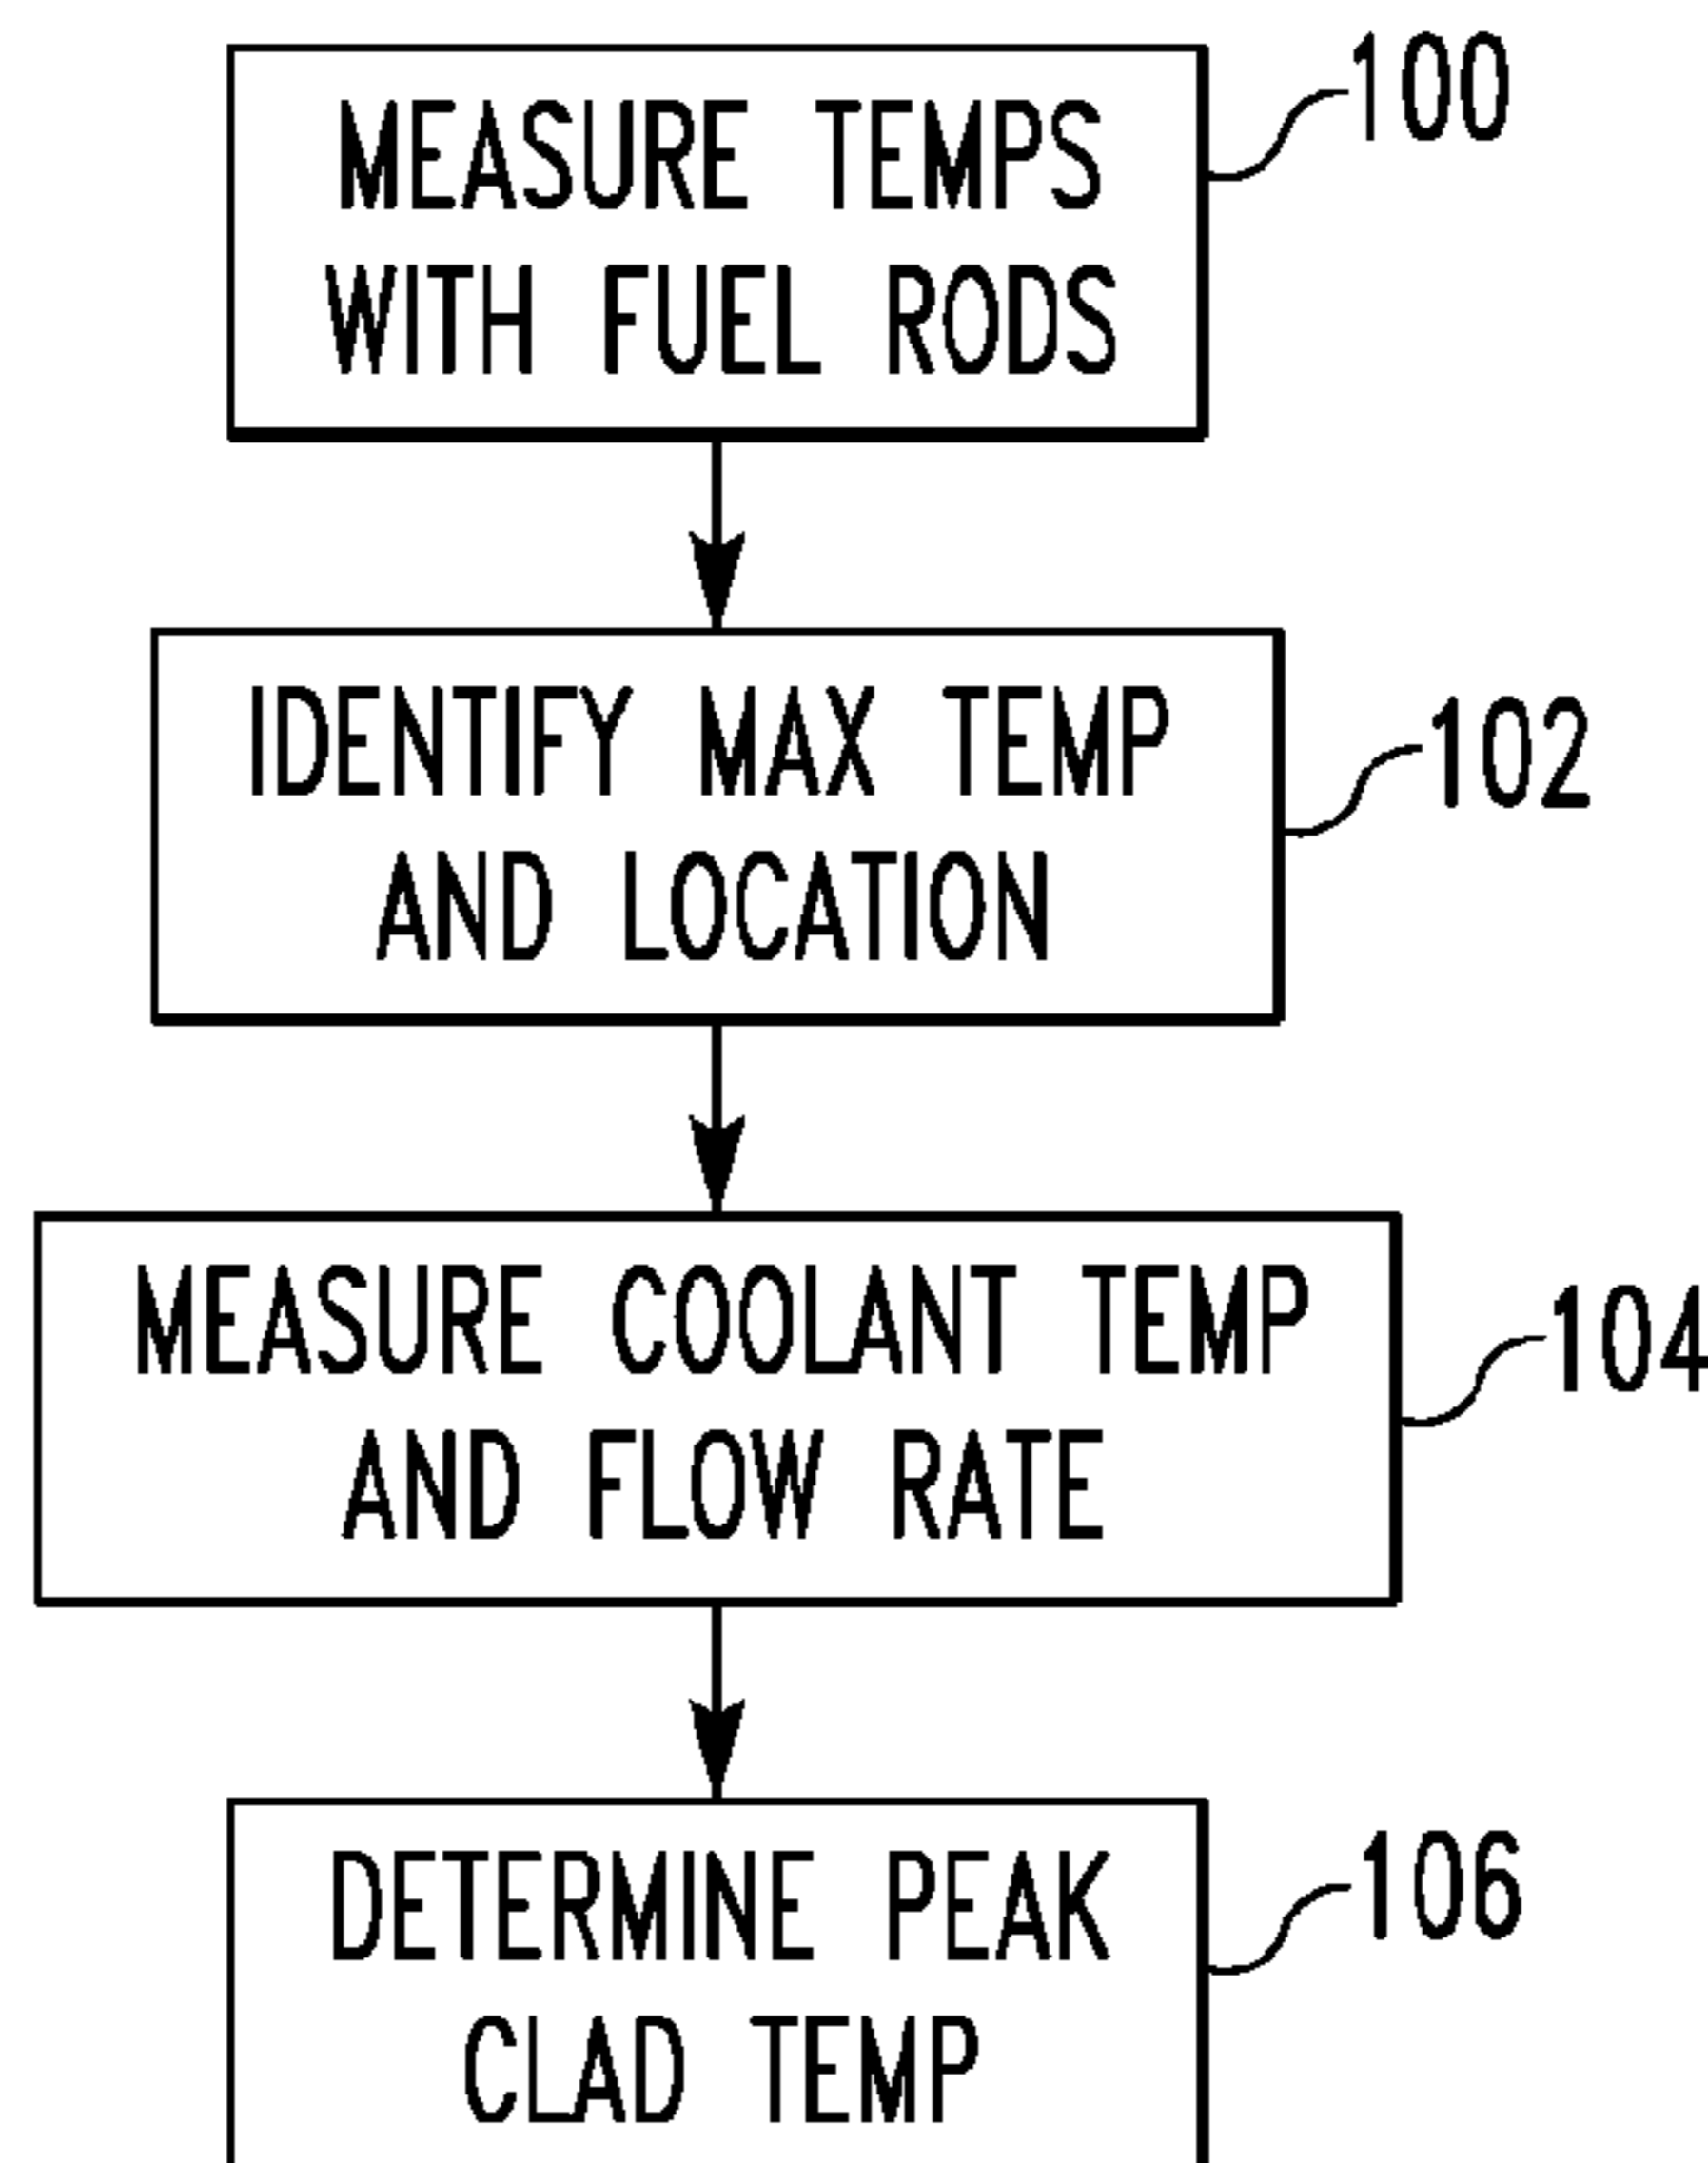 MEASURE TEMPS
WITH FUEL RODS
100
IDENTIFY MAX TEMP
AND LOCATION
102
MEASURE COOLANT TEMP
AND FLOW RATE
104
DETERMINE PEAK
CLAD TEMP
106